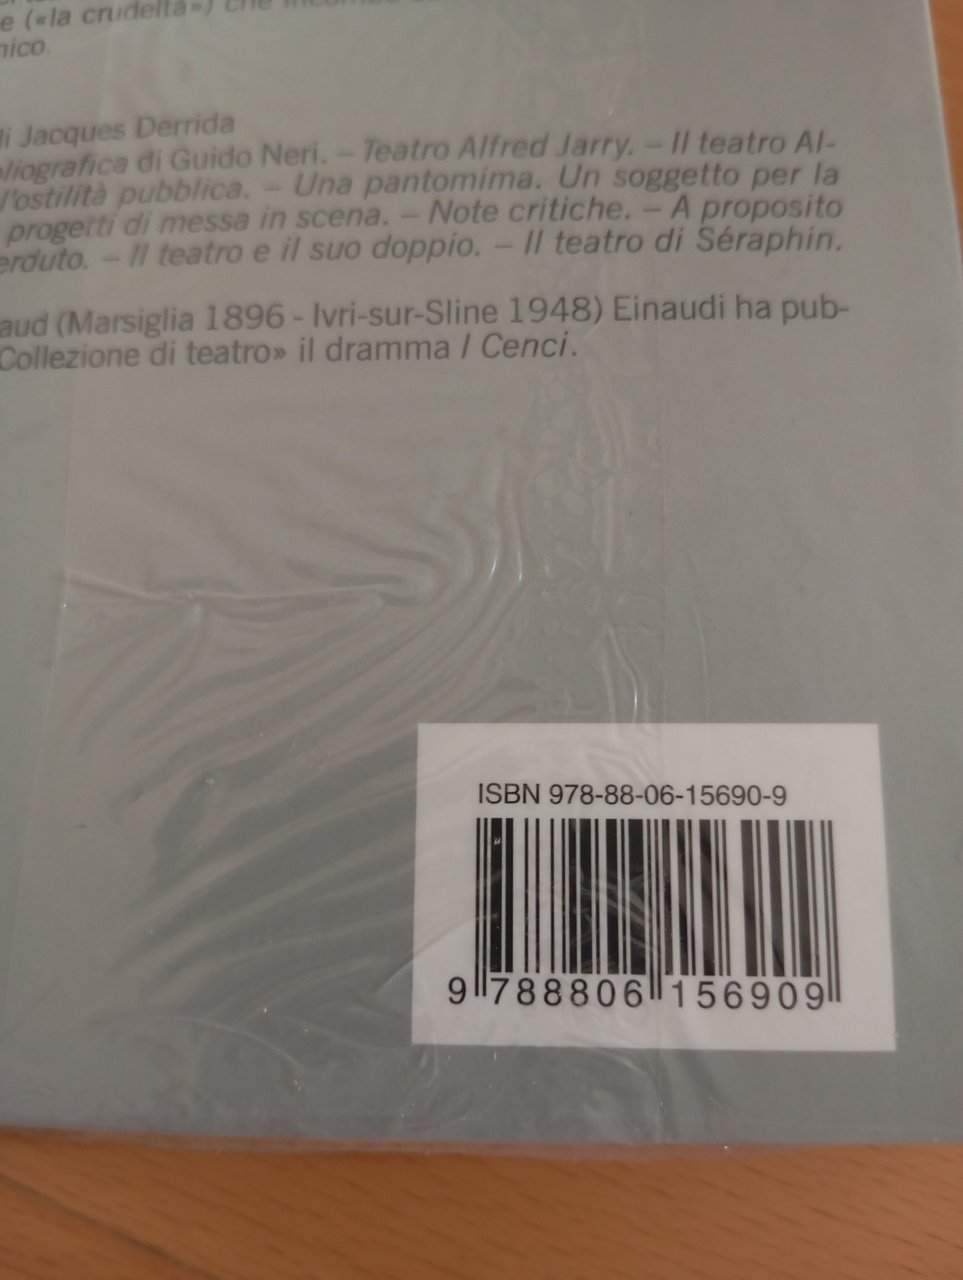 e («la crudeltà») che
nico.
di Jacques Derrida
bliografica di Guido Neri. – Teatro Alfred Jarry. – Il teatro Al-
l'ostilità pubblica. – Una pantomima. Un soggetto per la
progetti di messa in scena. – Note critiche. – A proposito
erduto. – Il teatro e il suo doppio. – Il teatro di Séraphin.
aud (Marsiglia 1896 - Ivri-sur-Sline 1948) Einaudi ha pub-
Collezione di teatro» il dramma I Cenci.
ISBN 978-88-06-15690-9
9 788806 156909